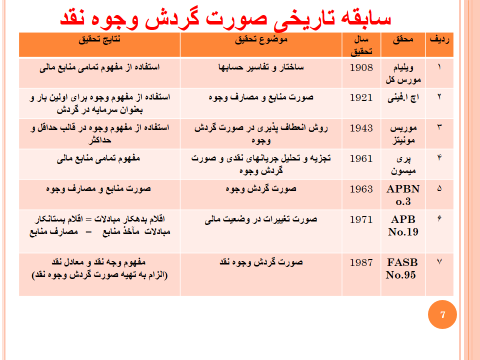 سابقه تاریخی صورت گردش وجوه نقد
ردیف محقق سال تحقیق موضوع تحقیق نتایج تحقیق
۱ ویلیام مورس کل 1908 ساختار و تفاسیر حسابها استفاده از مفهوم تمامی منابع مالی
۲ اچ ا.فینی 1921 صورت منابع و مصارف وجوه استفاده از مفهوم وجوه برای اولین بار و بعنوان سرمایه در گردش
۳ موریس مونیتز 1943 روش انعطاف پذیری در صورت گردش وجوه استفاده از مفهوم وجوه در قالب حداقل و حداکثر
۴ پری میسون 1961 تجزیه و تحلیل جریانهای نقدی و صورت گردش وجوه مفهوم تمامی منابع مالی
۵ APBN o.3 1963 صورت گردش وجوه صورت منابع و مصارف وجوه
۶ APB No.19 1971 صورت تغییرات در وضعیت مالی اقلام بدهکار مبادلات = اقلام بستانکار مبادلات مأخذ منابع – مصارف منابع
۷ FASB No.95 1987 صورت گردش وجوه نقد مفهوم وجه نقد و معادل نقد (الزام به تهیه صورت گردش وجوه نقد)
7